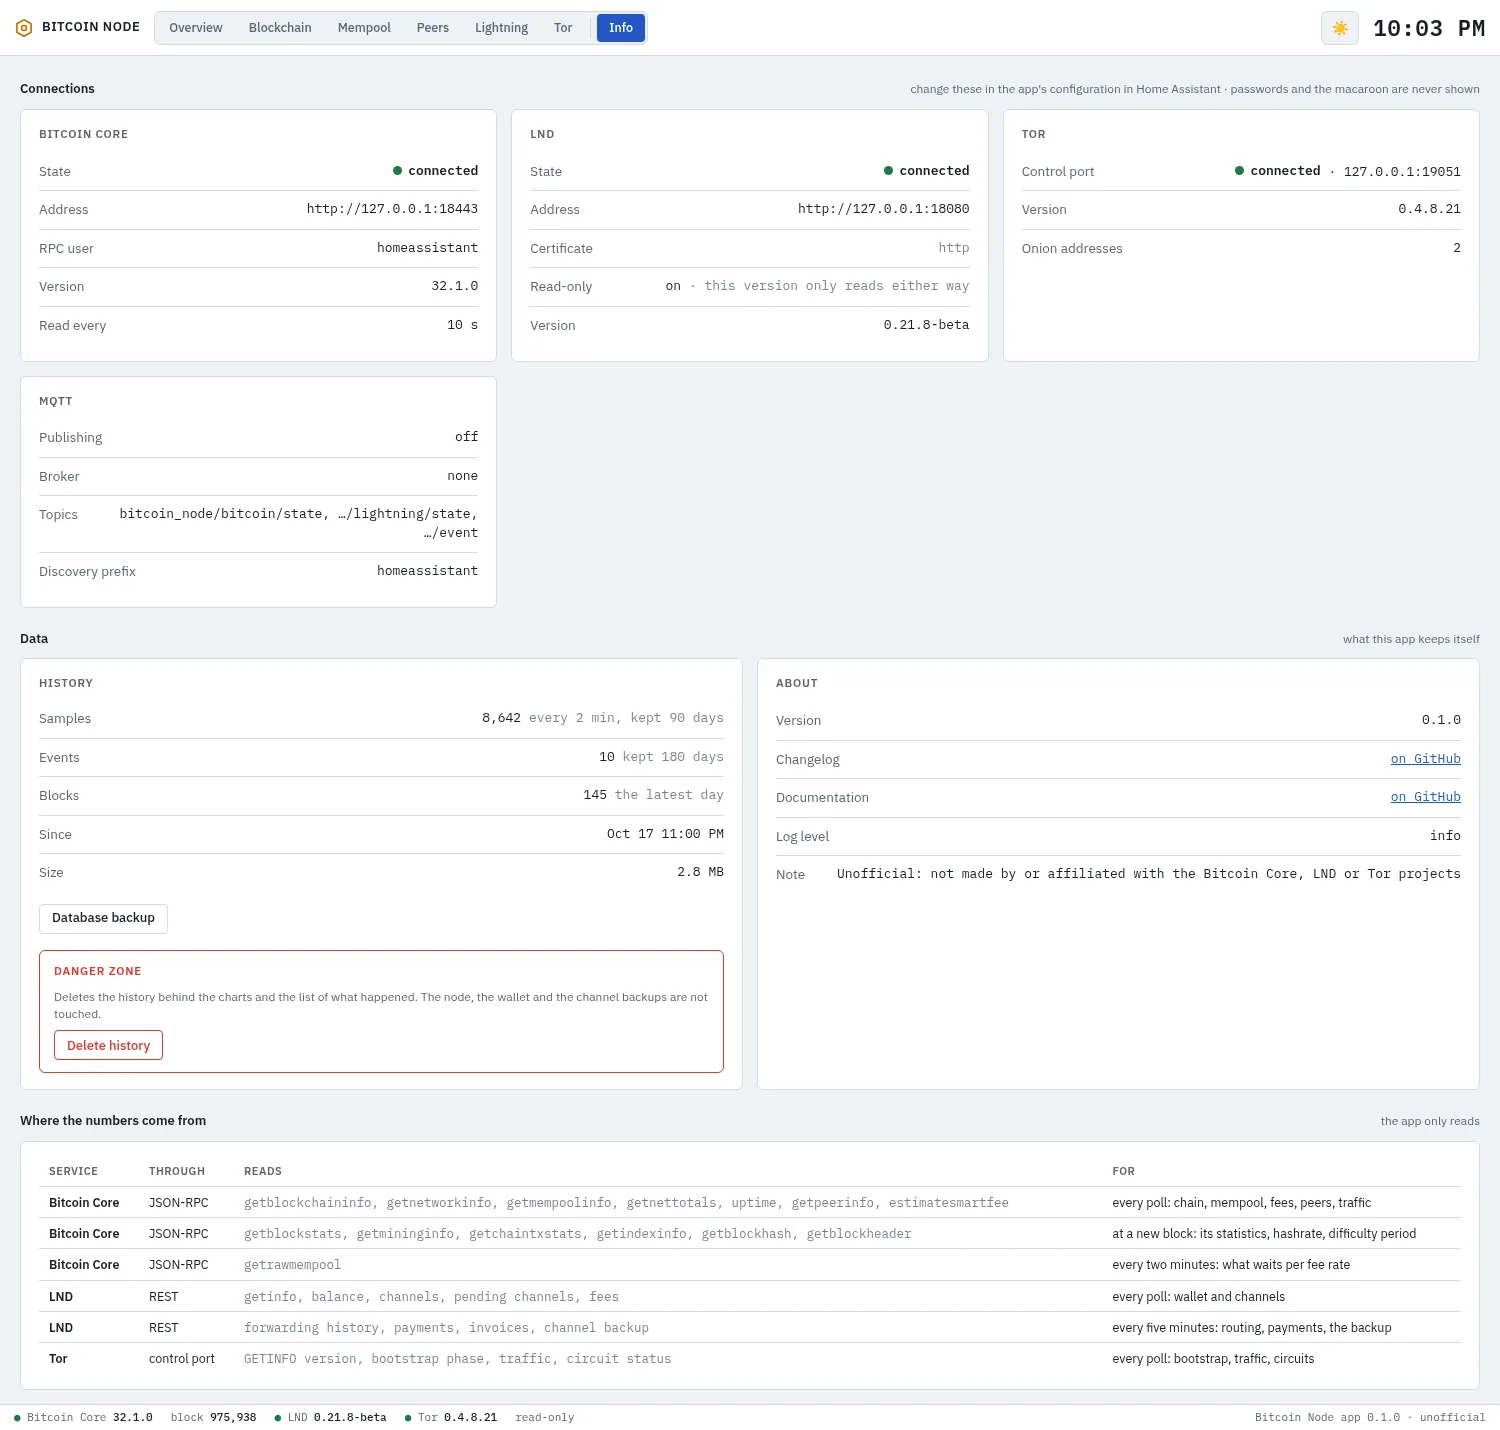 BITCOIN NODE
Overview Blockchain Mempool Peers Lightning Tor Info
10:03 PM
Connections
change these in the app's configuration in Home Assistant · passwords and the macaroon are never shown
BITCOIN CORE
State connected
Address http://127.0.0.1:18443
RPC user homeassistant
Version 32.1.0
Read every 10 s
LND
State connected
Address http://127.0.0.1:18080
Certificate http
Read-only on · this version only reads either way
Version 0.21.8-beta
TOR
Control port connected · 127.0.0.1:19051
Version 0.4.8.21
Onion addresses 2
MQTT
Publishing off
Broker none
Topics bitcoin_node/bitcoin/state, …/lightning/state,
…/event
Discovery prefix homeassistant
Data
what this app keeps itself
HISTORY
Samples 8,642 every 2 min, kept 90 days
Events 10 kept 180 days
Blocks 145 the latest day
Since Oct 17 11:00 PM
Size 2.8 MB
Database backup
DANGER ZONE
Deletes the history behind the charts and the list of what happened. The node, the wallet and the channel backups are not
touched.
Delete history
ABOUT
Version 0.1.0
Changelog on GitHub
Documentation on GitHub
Log level info
Note Unofficial: not made by or affiliated with the Bitcoin Core, LND or Tor projects
Where the numbers come from
the app only reads
SERVICE THROUGH READS FOR
Bitcoin Core JSON-RPC getblockchaininfo, getnetworkinfo, getmempoolinfo, getnettotals, uptime, getpeerinfo, estimatesmartfee every poll: chain, mempool, fees, peers, traffic
Bitcoin Core JSON-RPC getblockstats, getmininginfo, getchaintxstats, getindexinfo, getblockhash, getblockheader at a new block: its statistics, hashrate, difficulty period
Bitcoin Core JSON-RPC getrawmempool every two minutes: what waits per fee rate
LND REST getinfo, balance, channels, pending channels, fees every poll: wallet and channels
LND REST forwarding history, payments, invoices, channel backup every five minutes: routing, payments, the backup
Tor control port GETINFO version, bootstrap phase, traffic, circuit status every poll: bootstrap, traffic, circuits
Bitcoin Core 32.1.0 block 975,938 LND 0.21.8-beta Tor 0.4.8.21 read-only
Bitcoin Node app 0.1.0 · unofficial